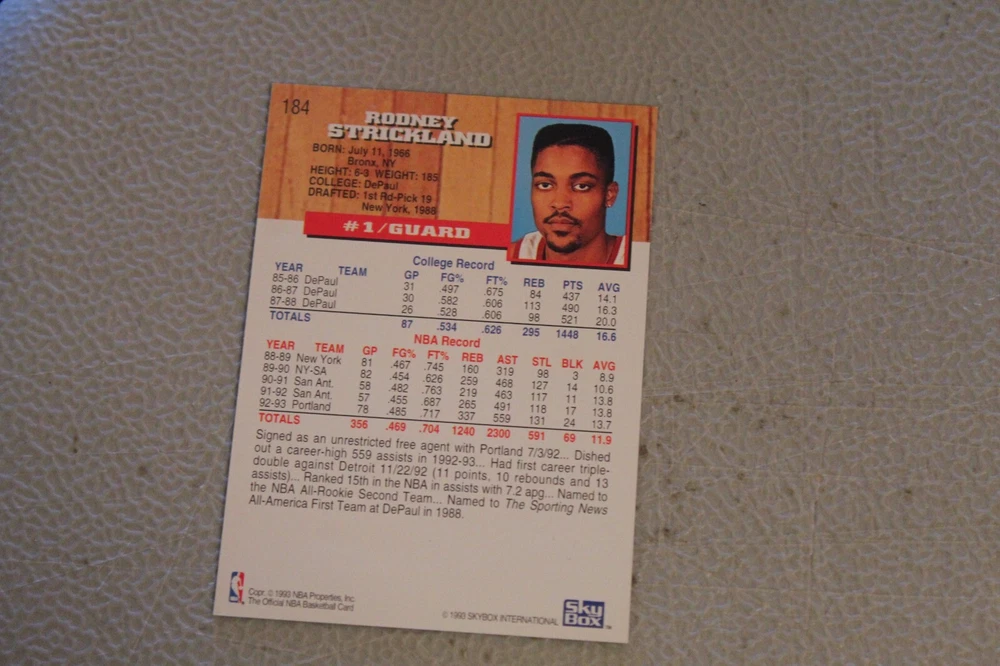 184
RODNEY
STRICKLAND
BORN: July 11, 1966
Bronx, NY
HEIGHT: 6-3 WEIGHT: 185
COLLEGE: DePaul
DRAFTED: 1st Rd-Pick 19
New York, 1988
#1/GUARD
College Record
YEAR TEAM GP FG% FT% REB PTS AVG
85-86 DePaul 31 .497 .675 84 437 14.1
86-87 DePaul 30 .582 .606 113 490 16.3
87-88 DePaul 26 .528 .606 98 521 20.0
TOTALS 87 .534 .626 295 1448 16.6
NBA Record
YEAR TEAM GP FG% FT% REB AST STL BLK AVG
88-89 New York 81 .467 .745 160 319 98 3 8.9
89-90 NY-SA 82 .454 .626 259 468 127 14 10.6
90-91 San Ant. 58 .482 .763 219 463 117 11 13.8
91-92 San Ant. 57 .455 .687 265 491 118 17 13.8
92-93 Portland 78 .485 .717 337 559 131 24 13.7
TOTALS 356 .469 .704 1240 2300 591 69 11.9
Signed as an unrestricted free agent with Portland 7/3/92... Dished
out a career-high 559 assists in 1992-93... Had first career triple-
double against Detroit 11/22/92 (11 points, 10 rebounds and 13
assists)... Ranked 15th in the NBA in assists with 7.2 apg... Named to
the NBA All-Rookie Second Team... Named to The Sporting News
All-America First Team at DePaul in 1988.
Copr. © 1993 NBA Properties, Inc.
The Official NBA Basketball Card
© 1993 SKYBOX INTERNATIONAL
SkyBox TM